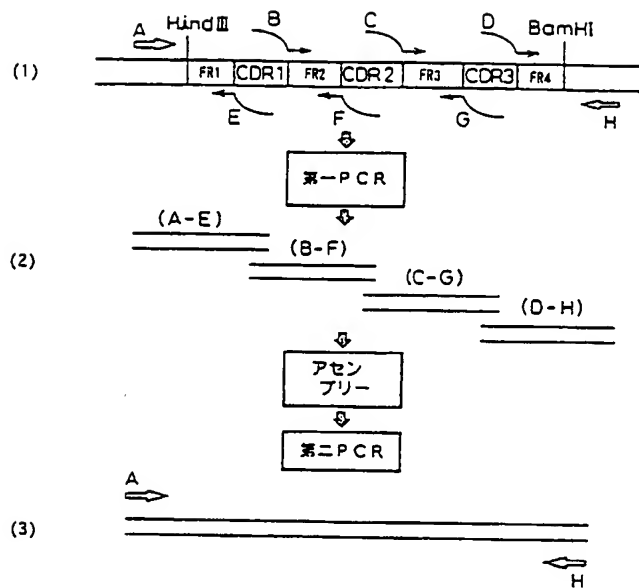 HindIII B C D BamHI
A
(1) FR1 CDR1 FR2 CDR2 FR3 CDR3 FR4
E F G H
第一PCR
(A-E)
(2) (B-F)
(C-G)
(D-H)
アセン
ブリー
第二PCR
A
(3)
H